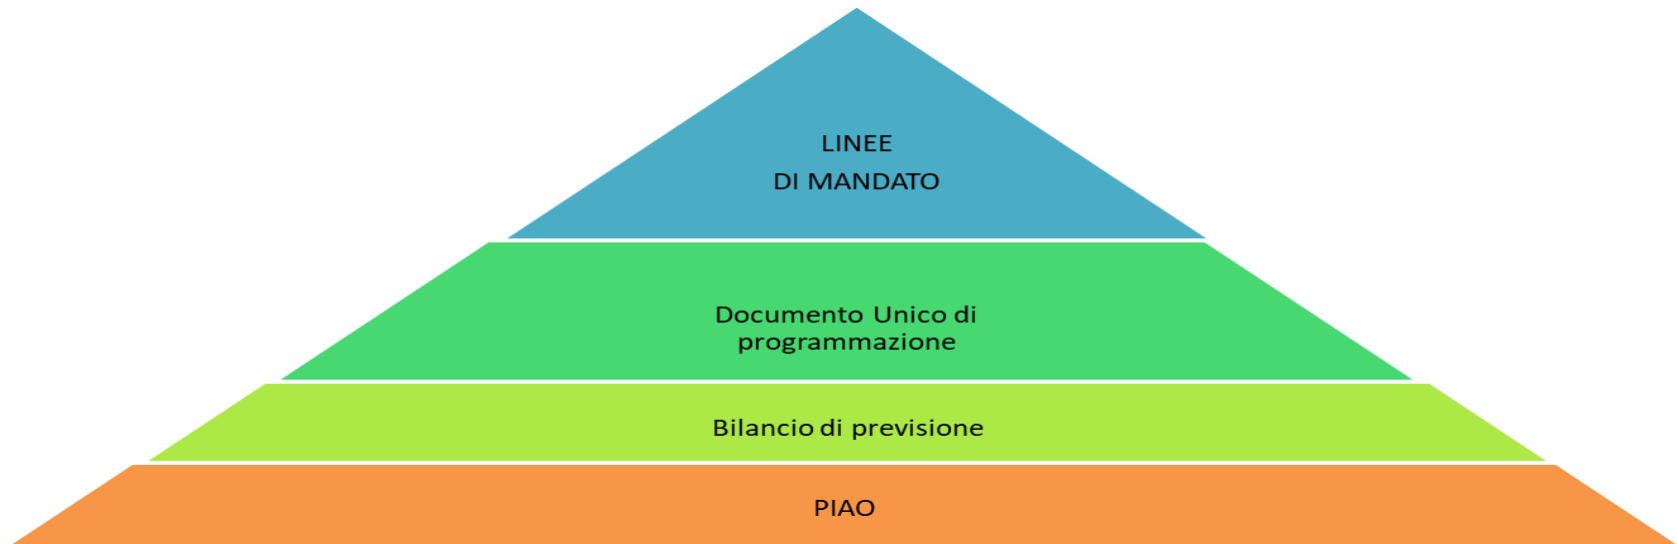 LINEE
DI MANDATO
Documento Unico di
programmazione
Bilancio di previsione
PIAO